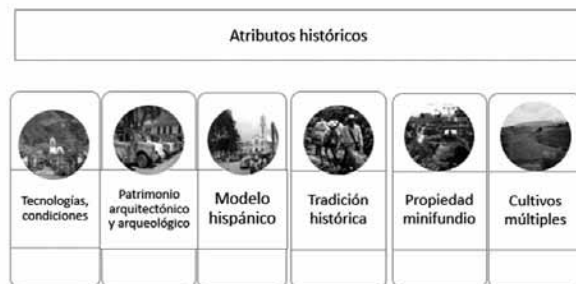 Atributos históricos
Tecnologías,
condiciones
Patrimonio
arquitectónico
y arqueológico
Modelo
hispánico
Tradición
histórica
Propiedad
minifundio
Cultivos
múltiples